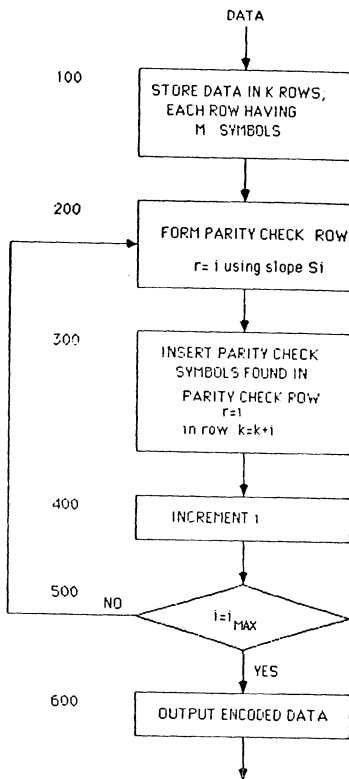 DATA
100
STORE DATA IN K ROWS;
EACH ROW HAVING
M SYMBOLS
200
FORM PARITY CHECK ROW
r= i using slope Si
300
INSERT PARITY CHECK
SYMBOLS FOUND IN
PARITY CHECK ROW
r=i
in row k=k+i
400
INCREMENT i
500
NO
i=i MAX
YES
600
OUTPUT ENCODED DATA